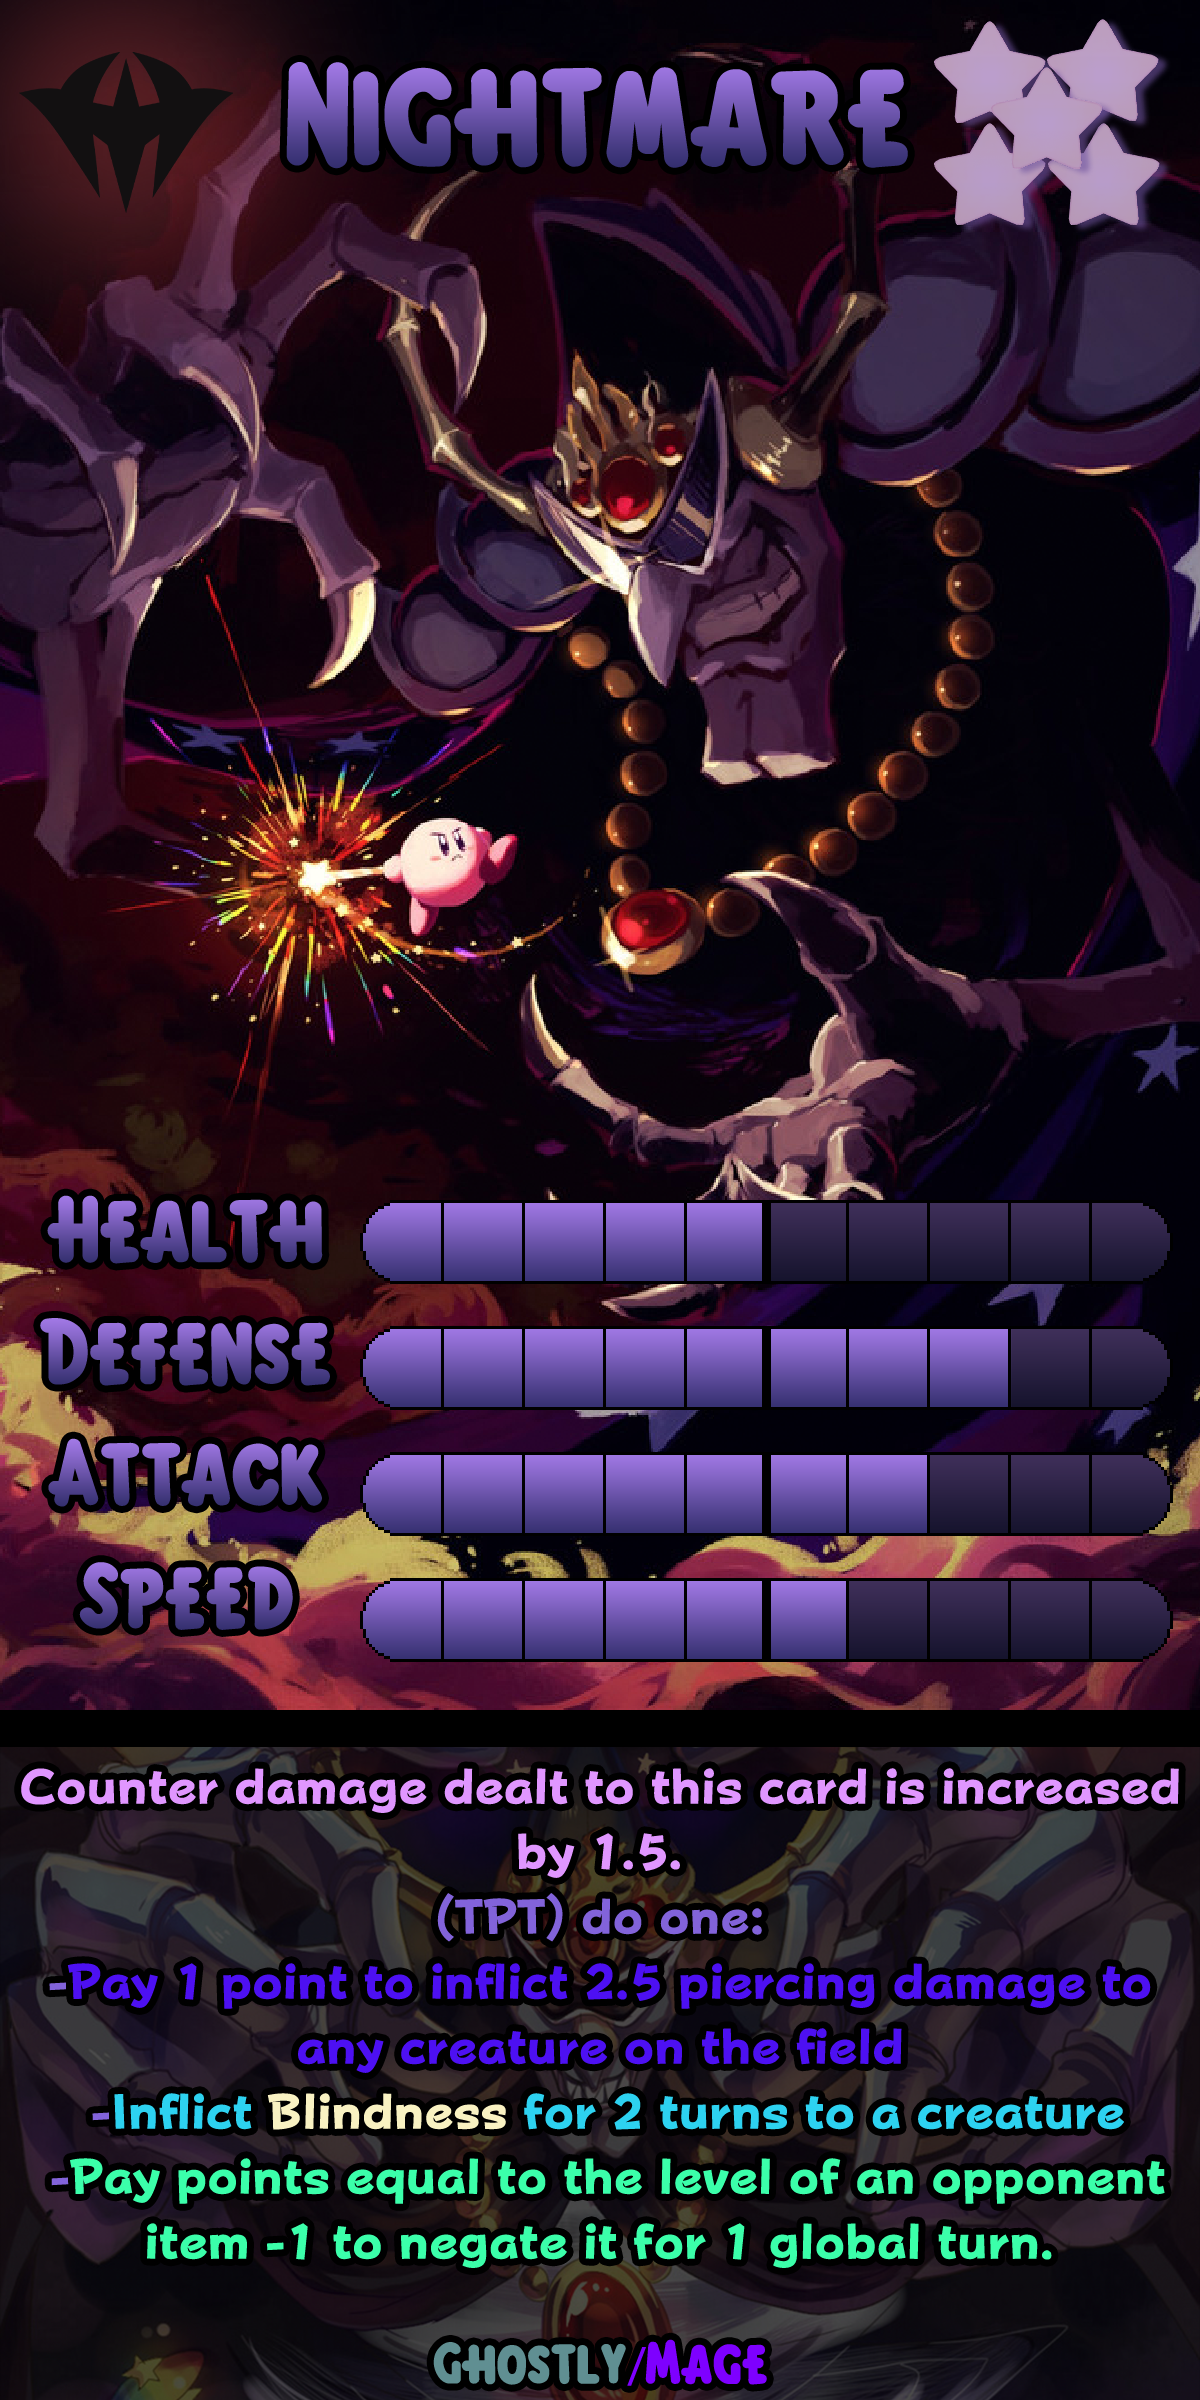 NIGHTMARE
HEALTH
DEFENSE
ATTACK
SPEED
Counter damage dealt to this card is increased
by 1.5.
(TPT) do one:
-Pay 1 point to inflict 2.5 piercing damage to
any creature on the field
-Inflict Blindness for 2 turns to a creature
-Pay points equal to the level of an opponent
item -1 to negate it for 1 global turn.
GHOSTLY/MAGE